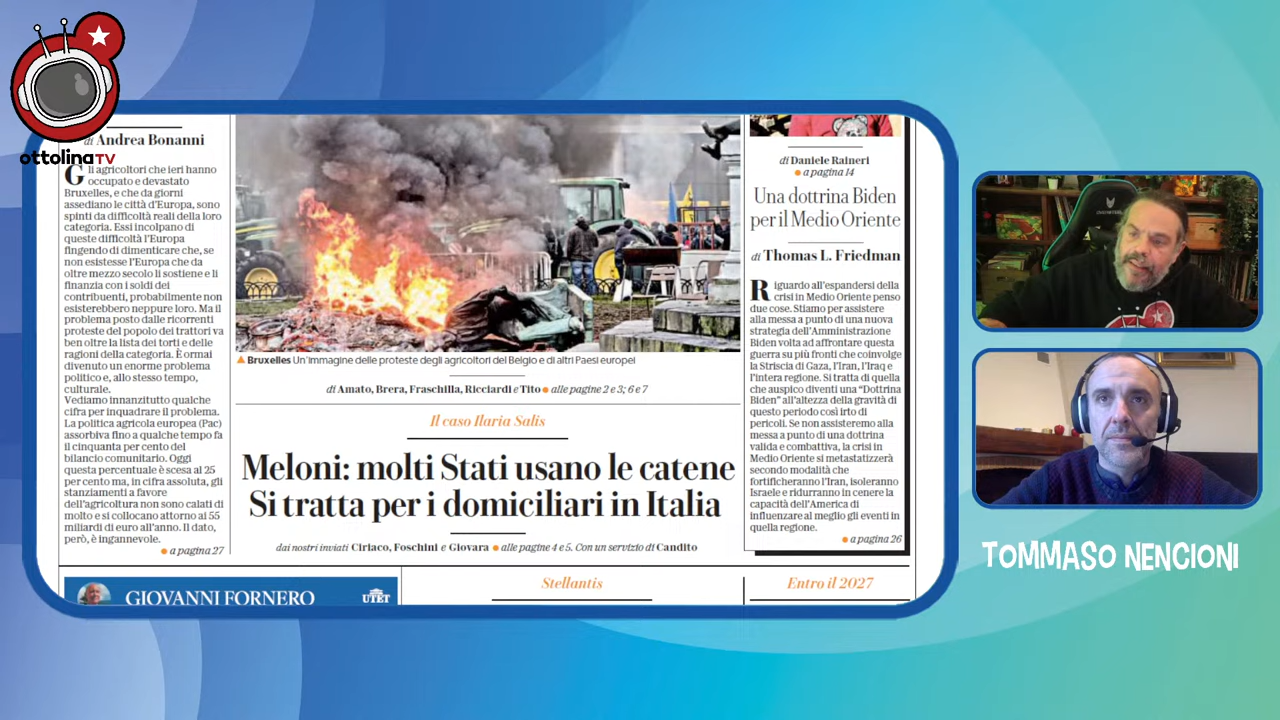 ottolinaTV
di Andrea Bonanni
Gli agricoltori che ieri hanno
occupato e devastato
Bruxelles, e che da giorni
assediano le città d'Europa, sono
spinti da difficoltà reali della loro
categoria. Essi incolpano di
queste difficoltà l'Europa
fingendo di dimenticare che, se
non esistesse l'Europa che da
oltre mezzo secolo li sostiene e li
finanzia con i soldi dei
contribuenti, probabilmente non
esisterebbero neppure loro. Ma il
problema posto dalle ricorrenti
proteste del popolo dei trattori va
ben oltre la lista dei torti e delle
ragioni della categoria. È ormai
divenuto un enorme problema
politico e, allo stesso tempo,
culturale.
Vediamo innanzitutto qualche
cifra per inquadrare il problema.
La politica agricola europea (Pac)
assorbiva fino a qualche tempo fa
il cinquanta per cento del
bilancio comunitario. Oggi
questa percentuale è scesa al 25
per cento ma, in cifra assoluta, gli
stanziamenti a favore
dell'agricoltura non sono calati di
molto e si collocano attorno ai 55
miliardi di euro all'anno. Il dato,
però, è ingannevole.
a pagina 27
Bruxelles Un'immagine delle proteste degli agricoltori del Belgio e di altri Paesi europei
di Amato, Brera, Fraschilla, Ricciardi e Tito alle pagine 2 e 3; 6 e 7
Il caso Ilaria Salis
Meloni: molti Stati usano le catene
Si tratta per i domiciliari in Italia
dai nostri inviati Ciriaco, Foschini e Giovara alle pagine 4 e 5. Con un servizio di Candito
di Daniele Raineri
a pagina 14
Una dottrina Biden
per il Medio Oriente
di Thomas L. Friedman
Riguardo all'espandersi della
crisi in Medio Oriente penso
due cose. Stiamo per assistere
alla messa a punto di una nuova
strategia dell'Amministrazione
Biden volta ad affrontare questa
guerra su più fronti che coinvolge
la Striscia di Gaza, l'Iran, l'Iraq e
l'intera regione. Si tratta di quella
che auspico diventi una "Dottrina
Biden" all'altezza della gravità di
questo periodo così irto di
pericoli. Se non assisteremo alla
messa a punto di una dottrina
valida e combattiva, la crisi in
Medio Oriente si metastatizzerà
secondo modalità che
fortificheranno l'Iran, isoleranno
Israele e ridurranno in cenere la
capacità dell'America di
influenzare al meglio gli eventi in
quella regione.
a pagina 26
GIOVANNI FORNERO
UTET
Stellantis
Entro il 2027
TOMMASO NENCIONI